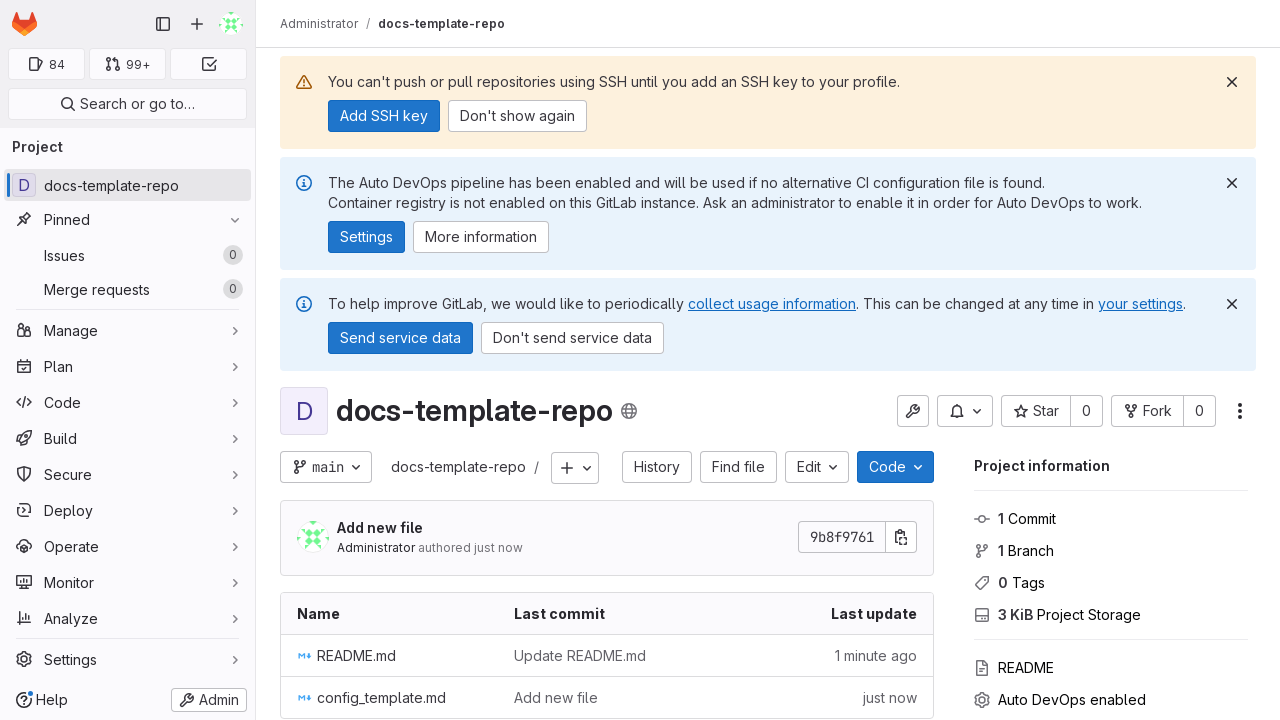 Administrator / docs-template-repo
84
99+
Search or go to…
Project
D docs-template-repo
Pinned
Issues 0
Merge requests 0
Manage
Plan
Code
Build
Secure
Deploy
Operate
Monitor
Analyze
Settings
Help
Admin
You can't push or pull repositories using SSH until you add an SSH key to your profile.
Add SSH key Don't show again
The Auto DevOps pipeline has been enabled and will be used if no alternative CI configuration file is found.
Container registry is not enabled on this GitLab instance. Ask an administrator to enable it in order for Auto DevOps to work.
Settings More information
To help improve GitLab, we would like to periodically collect usage information. This can be changed at any time in your settings.
Send service data Don't send service data
D docs-template-repo
Star 0 Fork 0
main docs-template-repo / History Find file Edit Code
Add new file
Administrator authored just now
9b8f9761
Name Last commit Last update
README.md Update README.md 1 minute ago
config_template.md Add new file just now
Project information
1 Commit
1 Branch
0 Tags
3 KiB Project Storage
README
Auto DevOps enabled